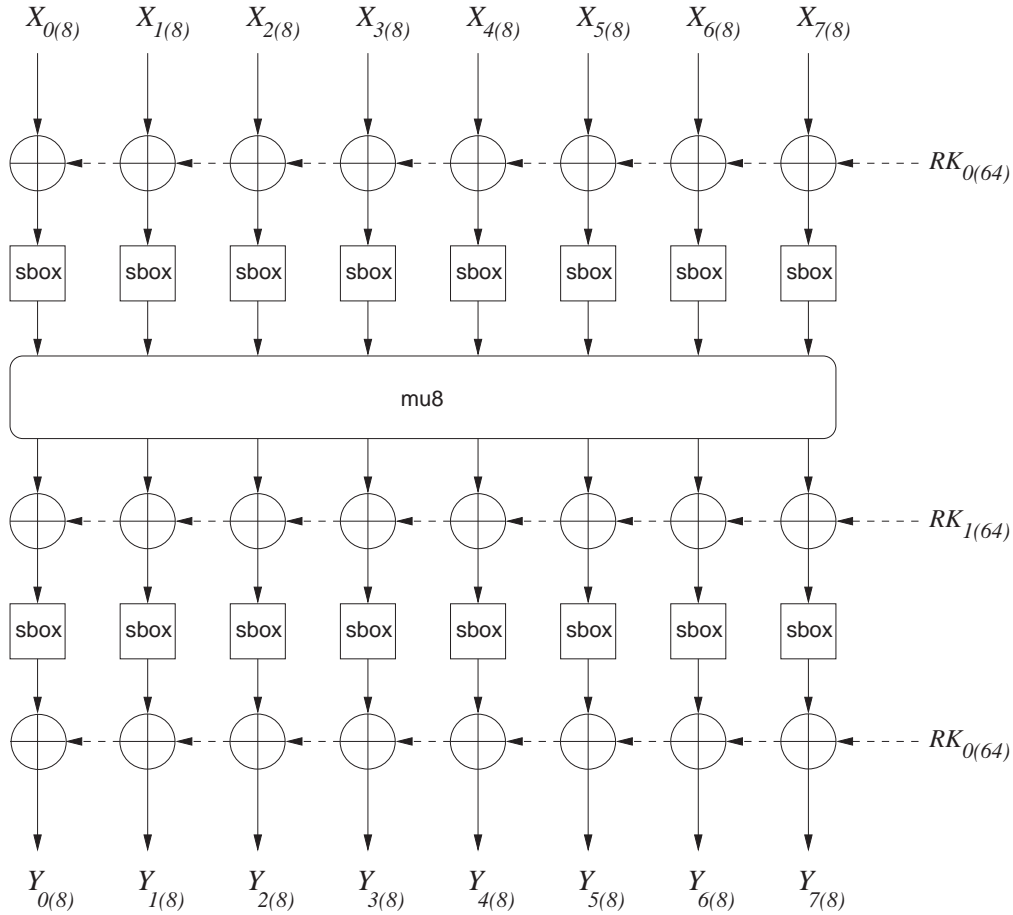 X0(8) X1(8) X2(8) X3(8) X4(8) X5(8) X6(8) X7(8)
RK0(64)
sbox sbox sbox sbox sbox sbox sbox sbox
mu8
RK1(64)
sbox sbox sbox sbox sbox sbox sbox sbox
RK0(64)
Y0(8) Y1(8) Y2(8) Y3(8) Y4(8) Y5(8) Y6(8) Y7(8)